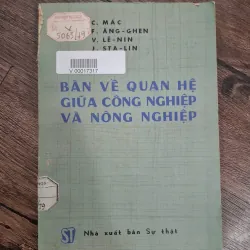 C. MÁC
F. ĂNG-GHEN
V. LÊ-NIN
J. STA-LIN
V.00017317
BÀN VỀ QUAN HỆ
GIỮA CÔNG NGHIỆP
VÀ NÔNG NGHIỆP
ST
Nhà xuất bản Sự thật